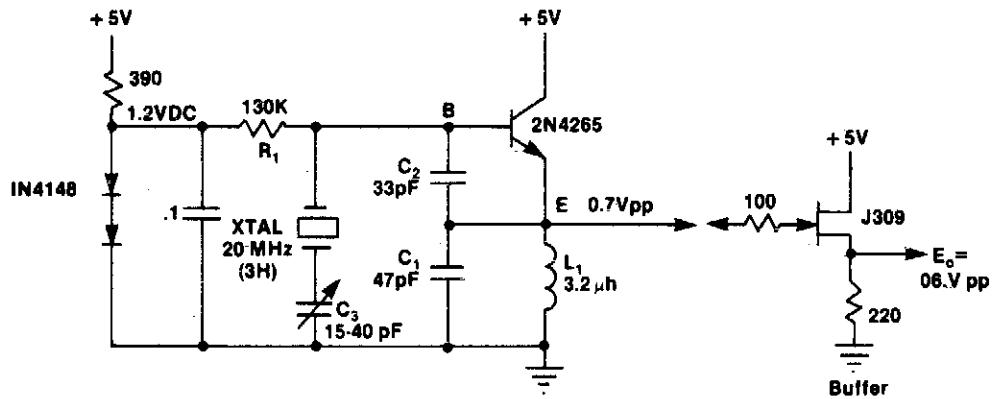 + 5V
390
1.2VDC
130K
R1
B
+ 5V
2N4265
C2
33pF
IN4148
.1
XTAL
20 MHz
(3H)
C3
15-40 pF
C1
47pF
E 0.7Vpp
L1
3.2 μh
+ 5V
100
J309
Eo=
06.V pp
220
Buffer